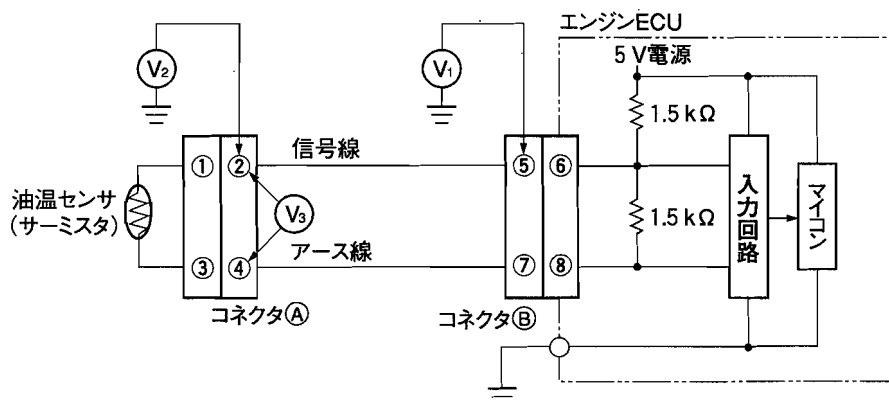 エンジンECU
5V電源
V₂
V₁
1.5kΩ
① ② 信号線 ⑤ ⑥
油温センサ
(サーミスタ)
V₃
1.5kΩ
入力回路
マイコン
アース線
③ ④ ⑦ ⑧
コネクタⒶ
コネクタⒷ